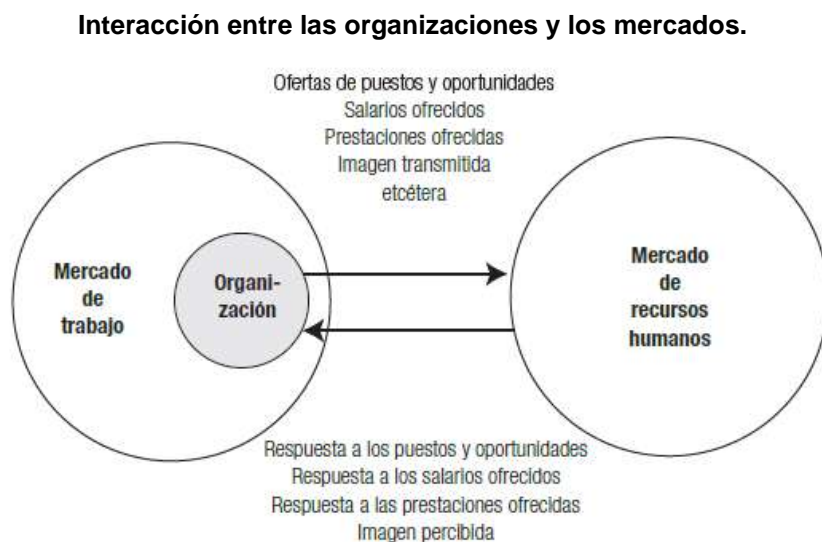 Interacción entre las organizaciones y los mercados.
Ofertas de puestos y oportunidades
Salarios ofrecidos
Prestaciones ofrecidas
Imagen transmitida
etcétera
Mercado
de
trabajo
Organi-
zación
Mercado
de
recursos
humanos
Respuesta a los puestos y oportunidades
Respuesta a los salarios ofrecidos
Respuesta a las prestaciones ofrecidas
Imagen percibida